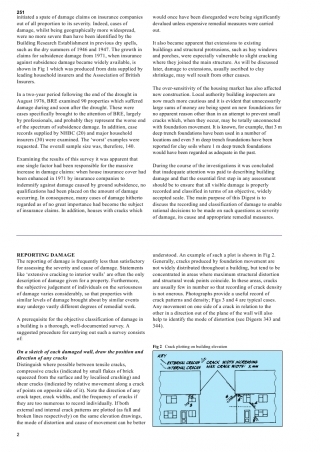 251
initiated a spate of damage claims on insurance companies
out of all proportion to its severity. Indeed, cases of
damage, whilst being geographically more widespread,
were no more severe than have been identified by the
Building Research Establishment in previous dry spells,
such as the dry summers of 1946 and 1947. The growth in
claims for subsidence damage from 1971, when insurance
against subsidence damage became widely available, is
shown in Fig 1 which was produced from data supplied by
leading household insurers and the Association of British
Insurers.
In a two-year period following the end of the drought in
August 1976, BRE examined 90 properties which suffered
damage during and soon after the drought. These were
cases specifically brought to the attention of BRE, largely
by professionals, and probably they represent the worse end
of the spectrum of subsidence damage. In addition, case
records supplied by NHBC (20) and major household
insurers (30) were examined. The 'worst' examples were
requested. The overall sample size was, therefore, 140.
Examining the results of this survey it was apparent that
one single factor had been responsible for the massive
increase in damage claims: when house insurance cover had
been enhanced in 1971 by insurance companies to
indemnify against damage caused by ground subsidence, no
qualifications had been placed on the amount of damage
occurring. In consequence, many cases of damage hitherto
regarded as of no great importance had become the subject
of insurance claims. In addition, houses with cracks which
would once have been disregarded were being significantly
devalued unless expensive remedial measures were carried
out.
It also became apparent that extensions to existing
buildings and structural protrusions, such as bay windows
and porches, were especially vulnerable to slight cracking
where they joined the main structure. As will be discussed
later, damage to extensions, usually ascribed to clay
shrinkage, may well result from other causes.
The over-sensitivity of the housing market has also affected
new construction. Local authority building inspectors are
now much more cautious and it is evident that unnecessarily
large sums of money are being spent on new foundations for
no apparent reason other than in an attempt to prevent small
cracks which, when they occur, may be totally unconnected
with foundation movement. It is known, for example, that 3 m
deep trench foundations have been used in a number of
situations and even 5 m deep trench foundations have been
reported for clay soils where 1 m deep trench foundations
would have been regarded as adequate in the past.
During the course of the investigations it was concluded
that inadequate attention was paid in describing building
damage and that the essential first step in any assessment
should be to ensure that all visible damage is properly
recorded and classified in terms of an objective, widely
accepted scale. The main purpose of this Digest is to
discuss the recording and classification of damage to enable
rational decisions to be made on such questions as severity
of damage, its cause and appropriate remedial measures.
REPORTING DAMAGE
The reporting of damage is frequently less than satisfactory
for assessing the severity and cause of damage. Statements
like 'extensive cracking to interior walls' are often the only
description of damage given for a property. Furthermore,
the subjective judgement of individuals on the seriousness
of damage varies considerably, so that properties with
similar levels of damage brought about by similar events
may undergo vastly different degrees of remedial work.
A prerequisite for the objective classification of damage in
a building is a thorough, well-documented survey. A
suggested procedure for carrying out such a survey consists
of:
On a sketch of each damaged wall, draw the position and
direction of any cracks
Distinguish where possible between tensile cracks,
compressive cracks (indicated by small flakes of brick
squeezed from the surface and by localised crushing) and
shear cracks (indicated by relative movement along a crack
of points on opposite side of it). Note the direction of any
crack taper, crack widths, and the frequency of cracks if
they are too numerous to record individually. If both
external and internal crack patterns are plotted (as full and
broken lines respectively) on the same elevation drawings,
the mode of distortion and cause of movement can be better
understood. An example of such a plot is shown in Fig 2.
Generally, cracks produced by foundation movement are
not widely distributed throughout a building, but tend to be
concentrated in areas where maximum structural distortion
and structural weak points coincide. In these areas, cracks
are usually few in number so that recording of crack density
is not onerous. Photographs provide a useful record of
crack patterns and density; Figs 3 and 4 are typical cases.
Any movement on one side of a crack in relation to the
other in a direction out of the plane of the wall will also
help to identify the mode of distortion (see Digests 343 and
344).
Fig 2 Crack plotting on building elevation
KEY
EXTERNAL CRACK
INTERNAL CRACK
CRACK WIDTH INCREASING
MAX CRACK WIDTH: 2 mm
2